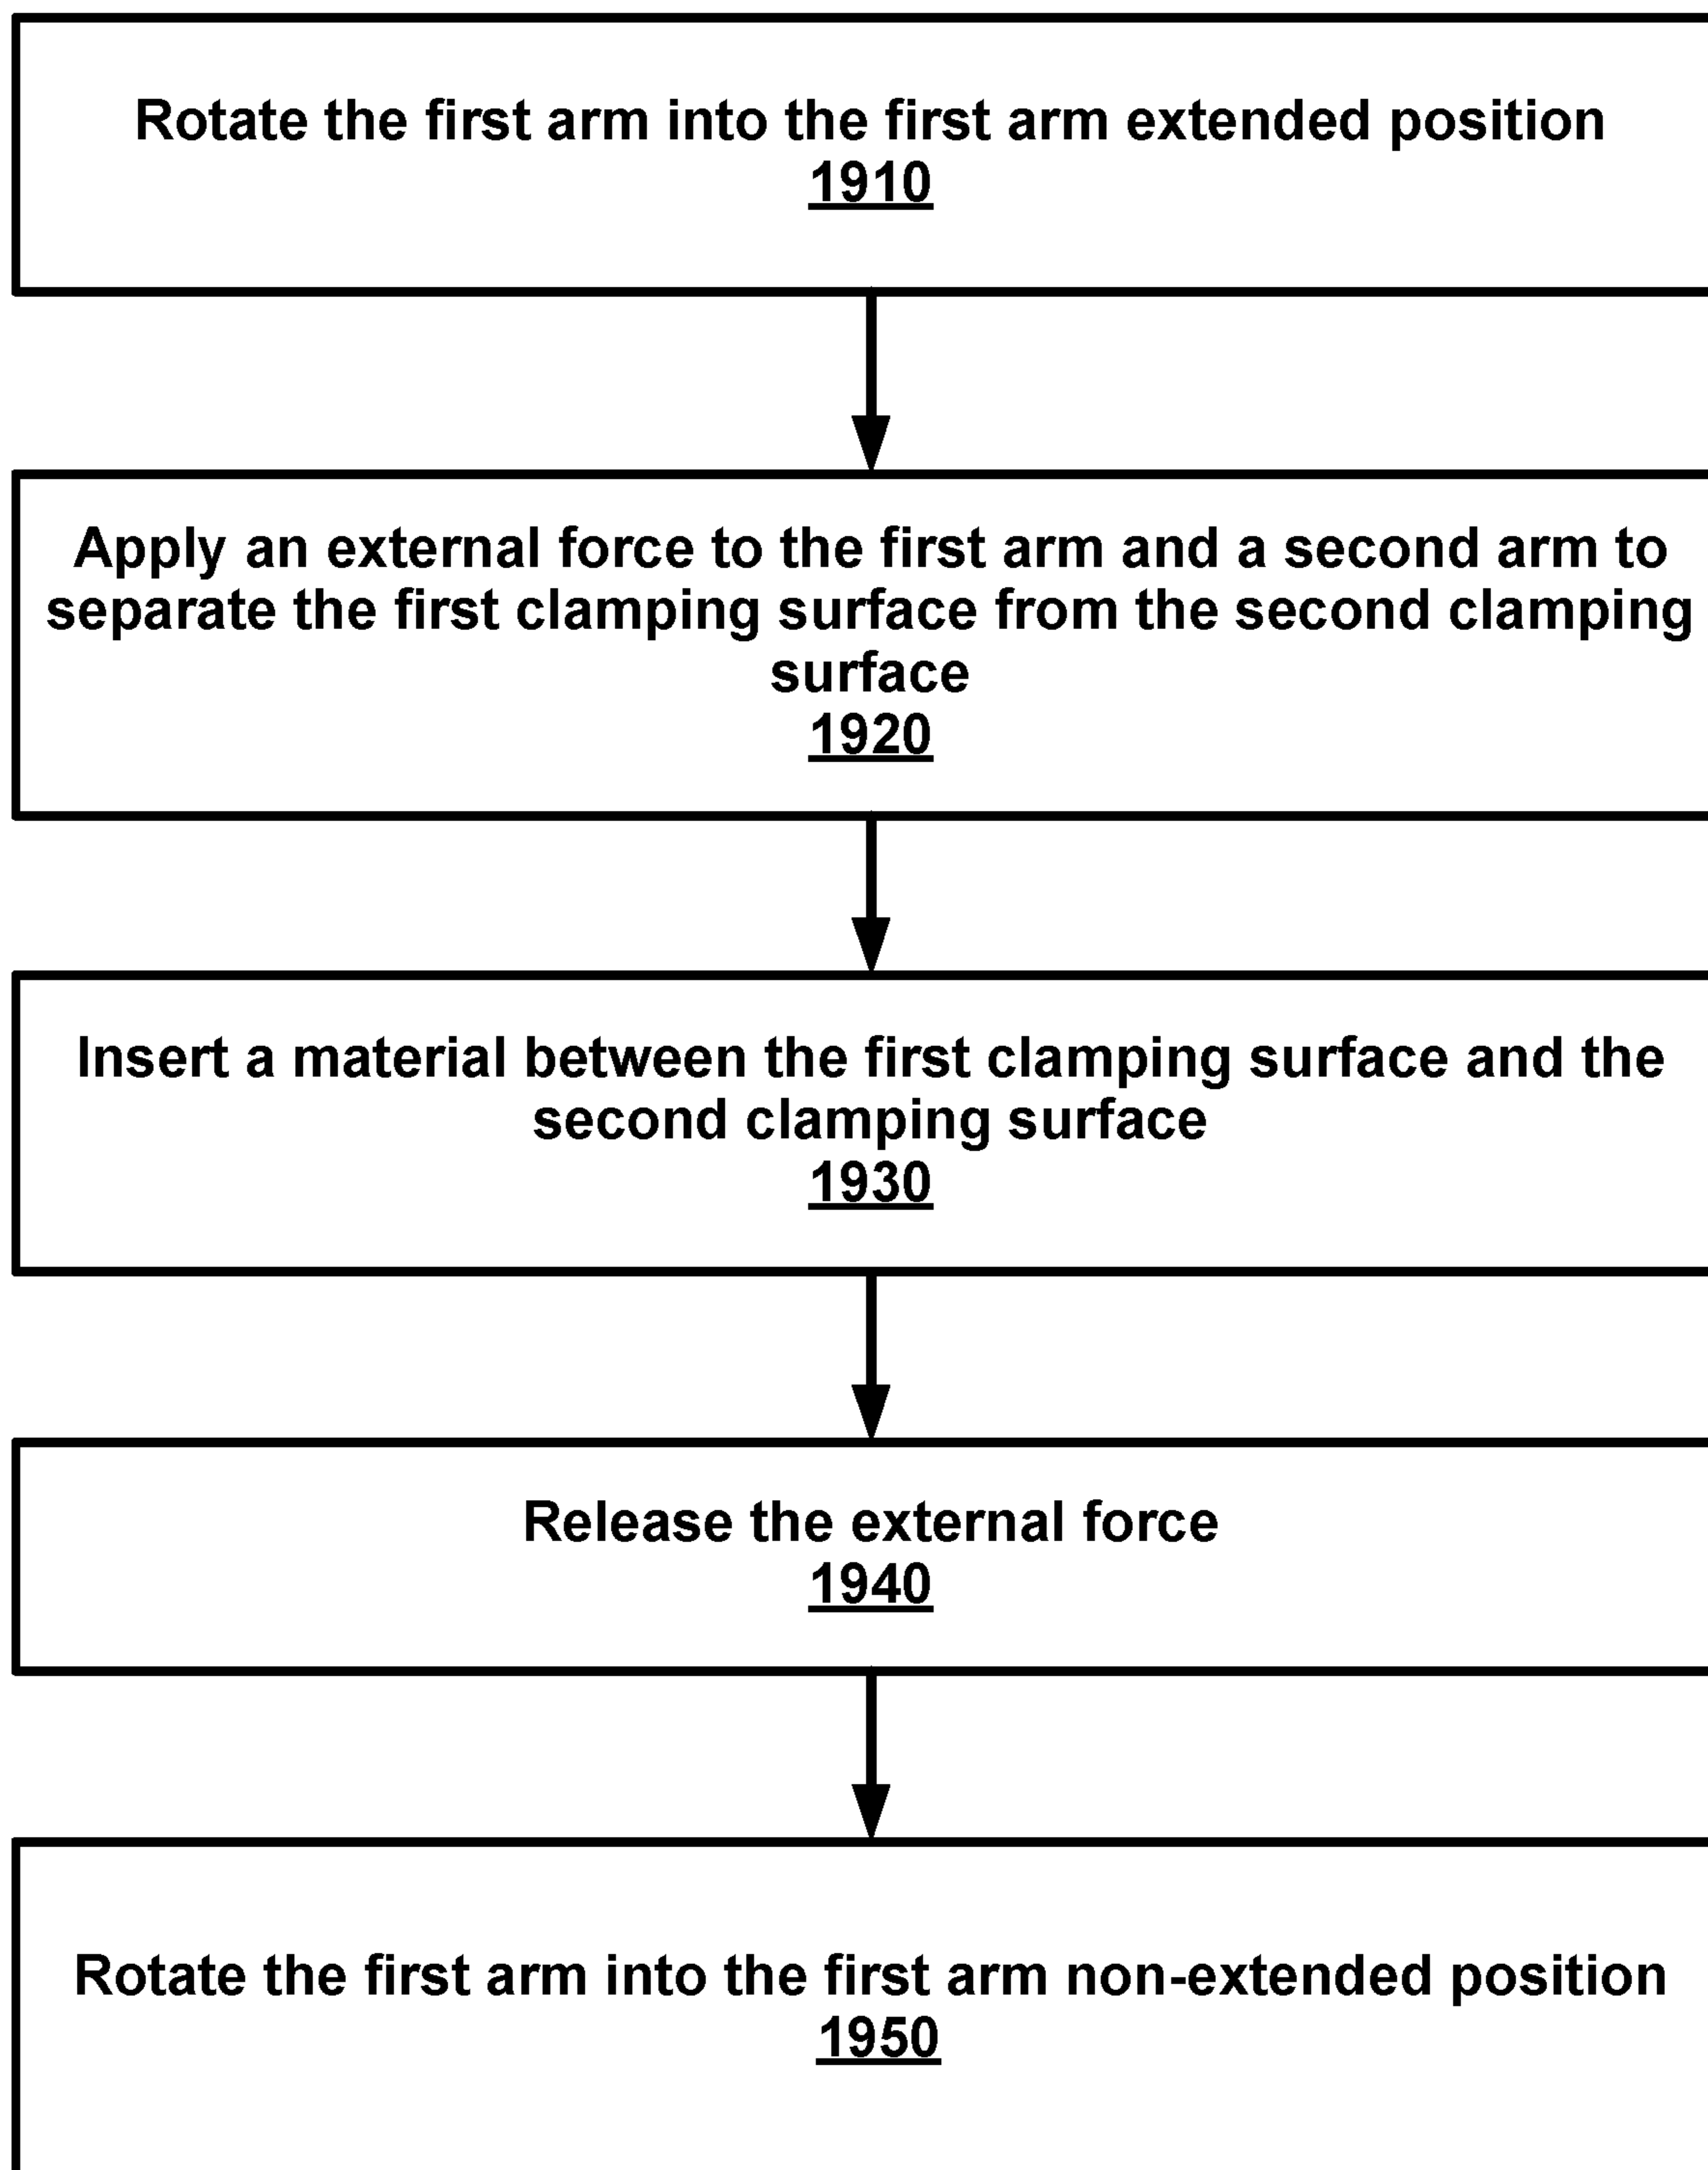 Rotate the first arm into the first arm extended position
1910
Apply an external force to the first arm and a second arm to
separate the first clamping surface from the second clamping
surface
1920
Insert a material between the first clamping surface and the
second clamping surface
1930
Release the external force
1940
Rotate the first arm into the first arm non-extended position
1950